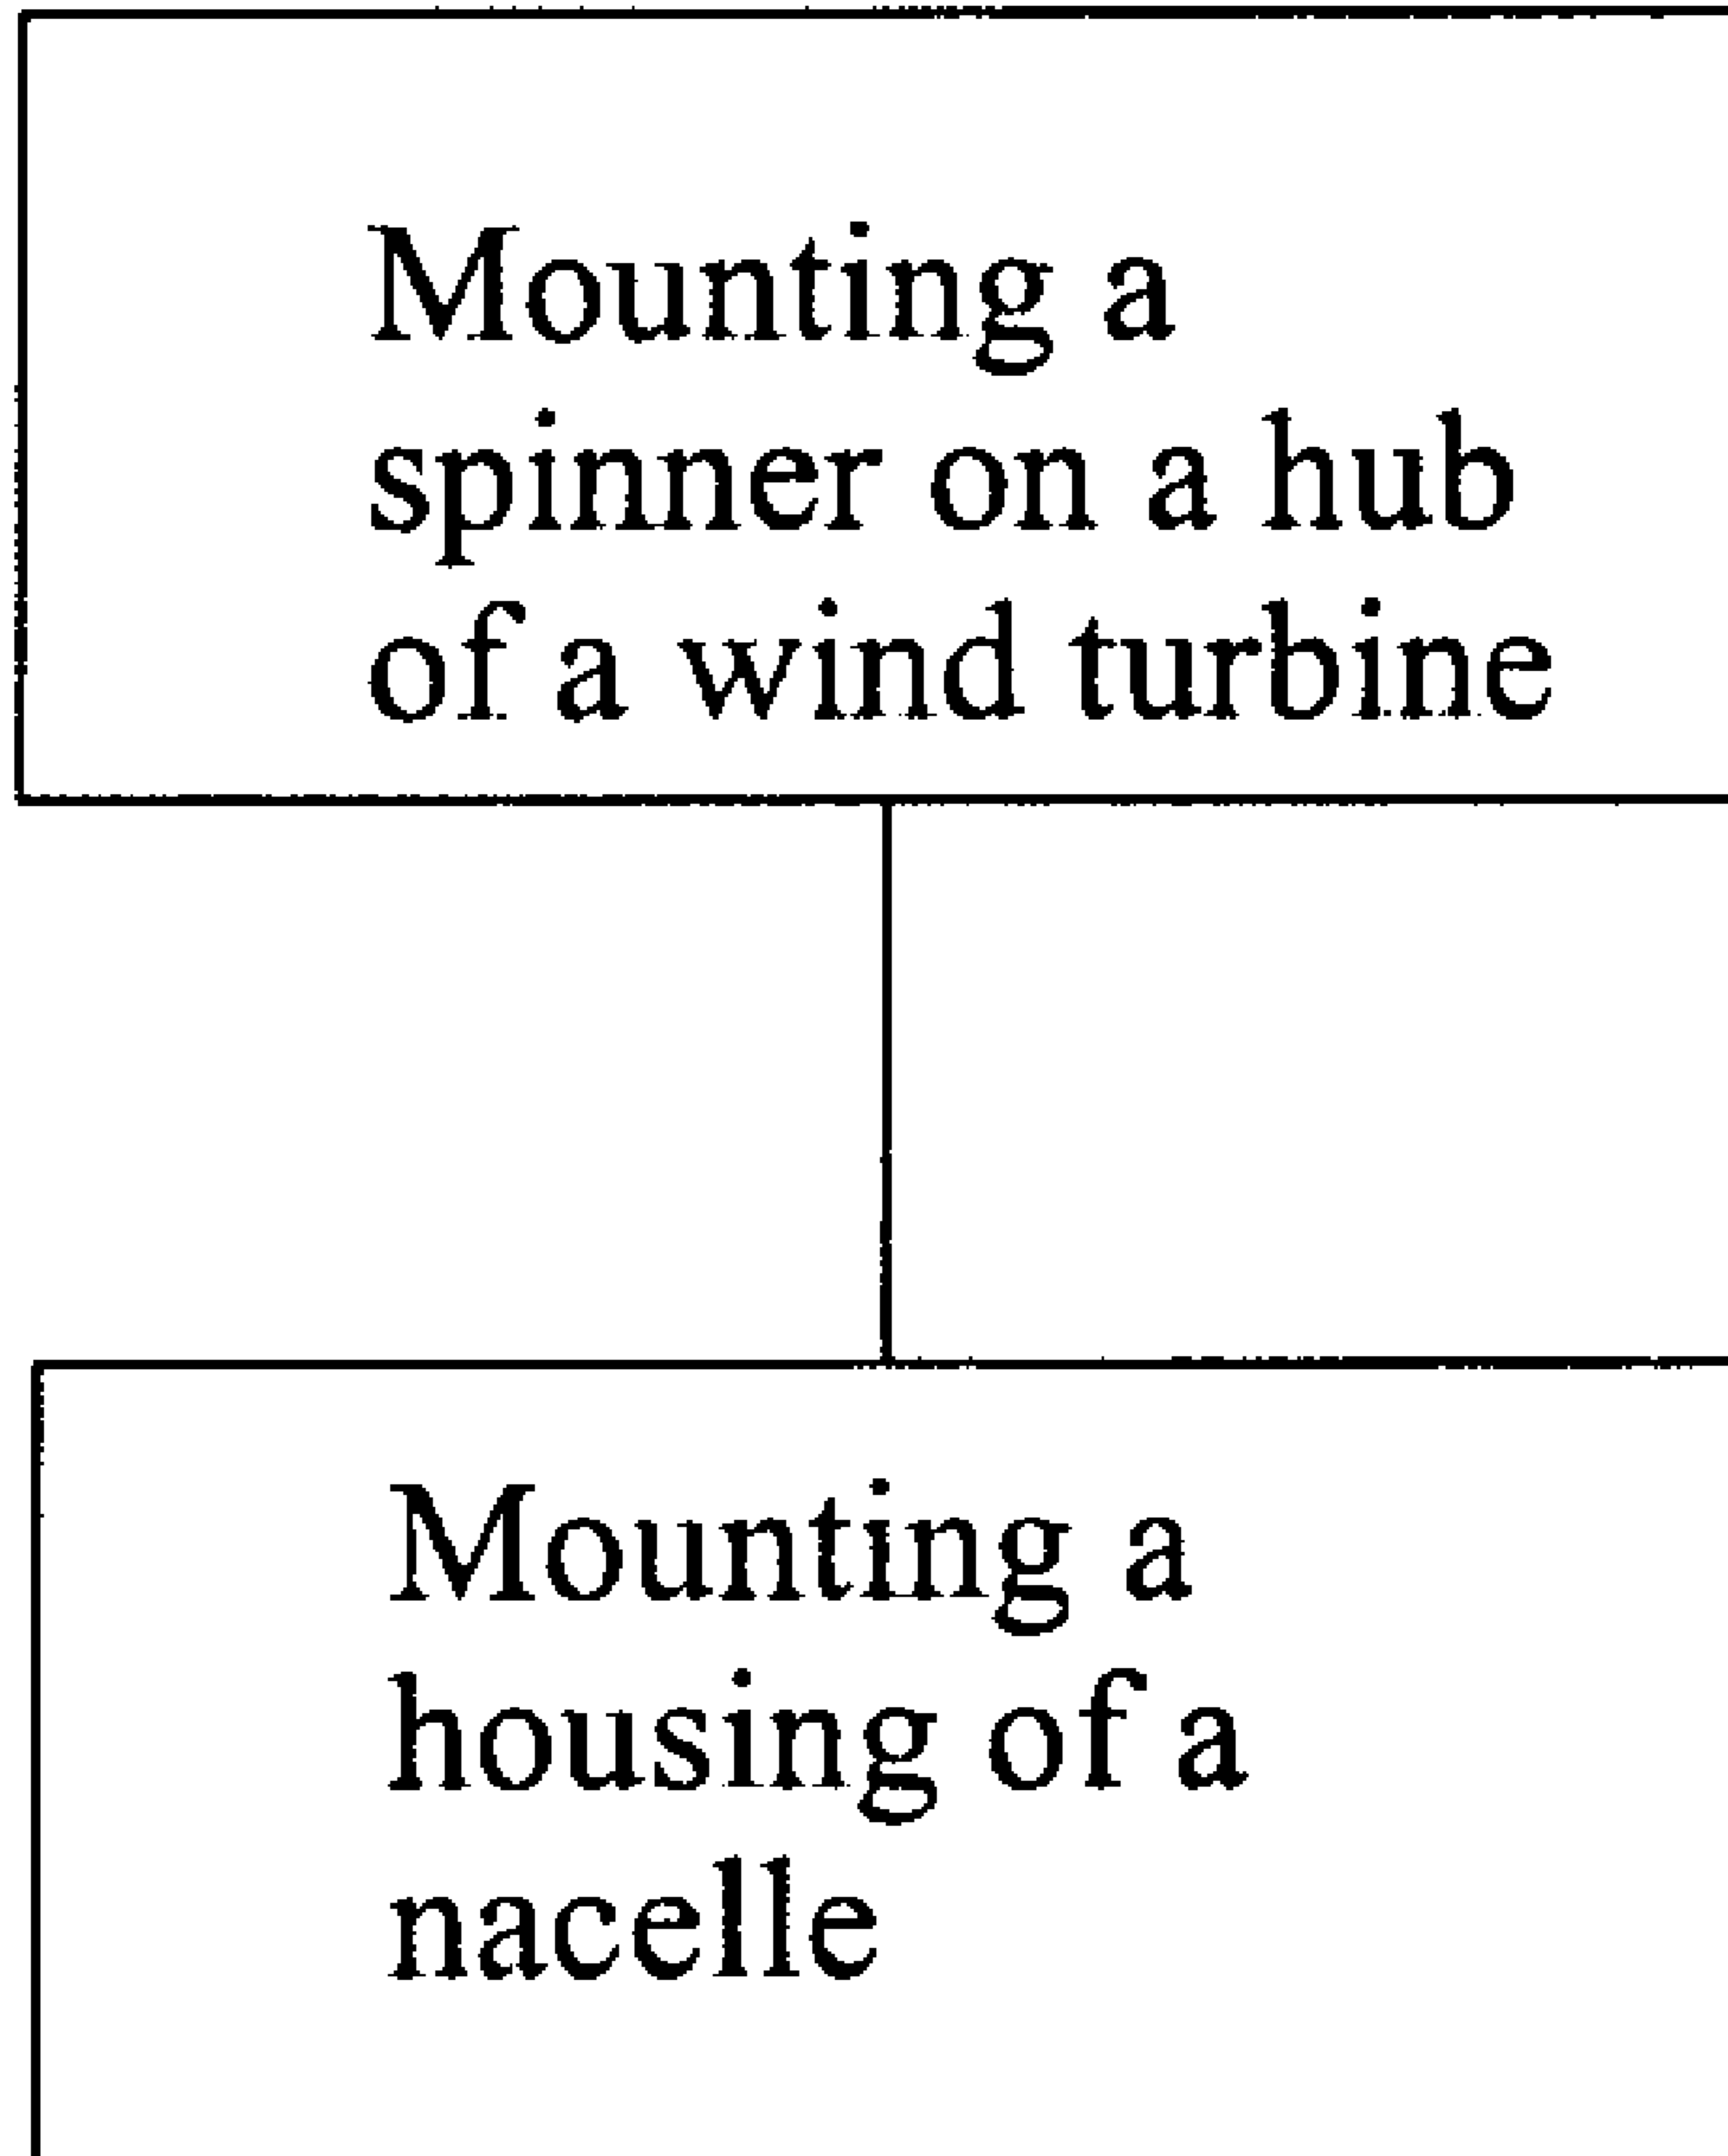 Mounting a
spinner on a hub
of a wind turbine
Mounting a
housing of a
nacelle